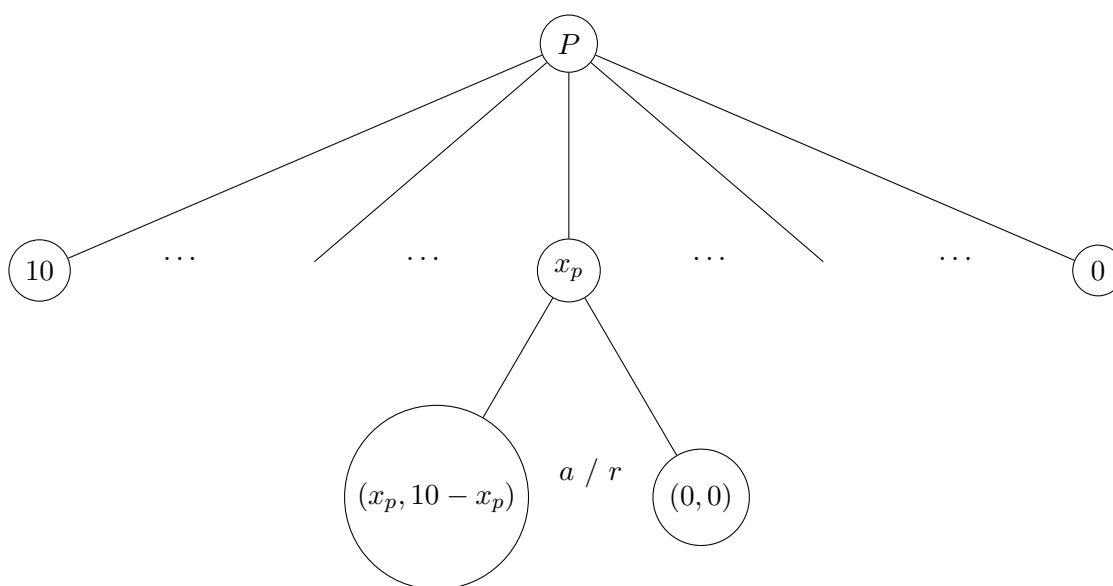 P
10 ... ... x_p ... ... 0
a / r
(x_p, 10 − x_p) (0, 0)